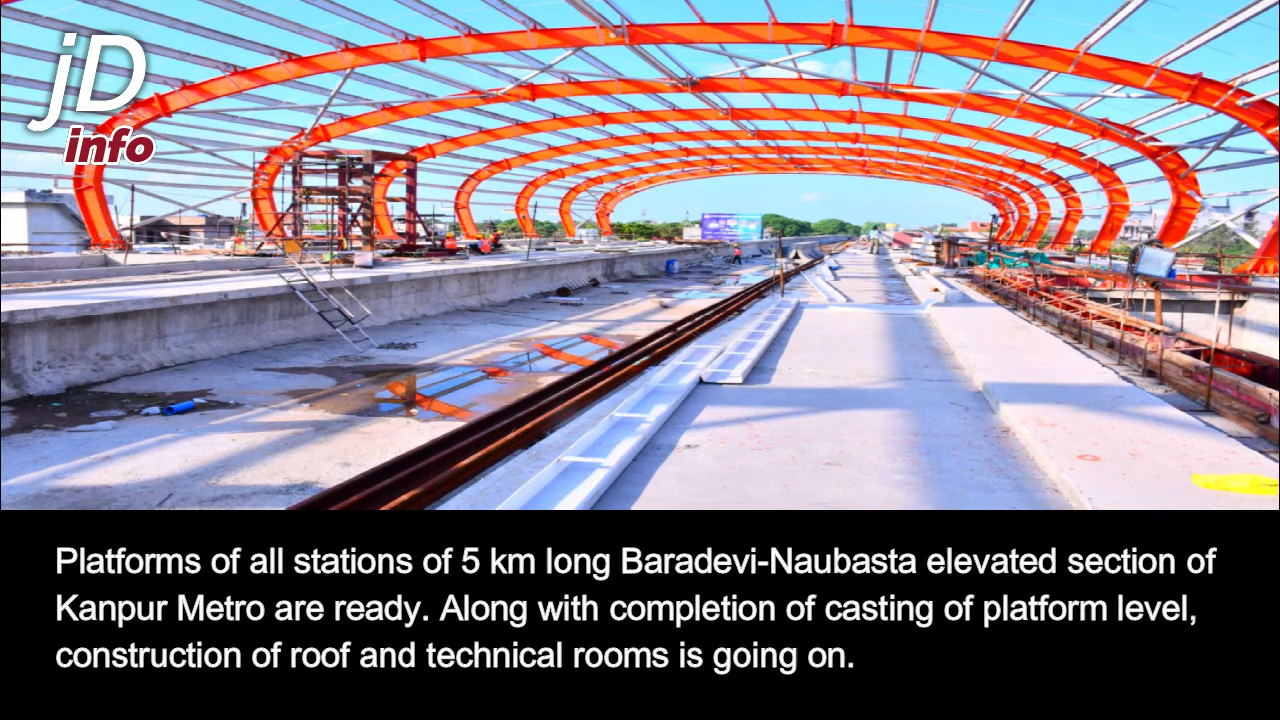 jD
info
Platforms of all stations of 5 km long Baradevi-Naubasta elevated section of
Kanpur Metro are ready. Along with completion of casting of platform level,
construction of roof and technical rooms is going on.